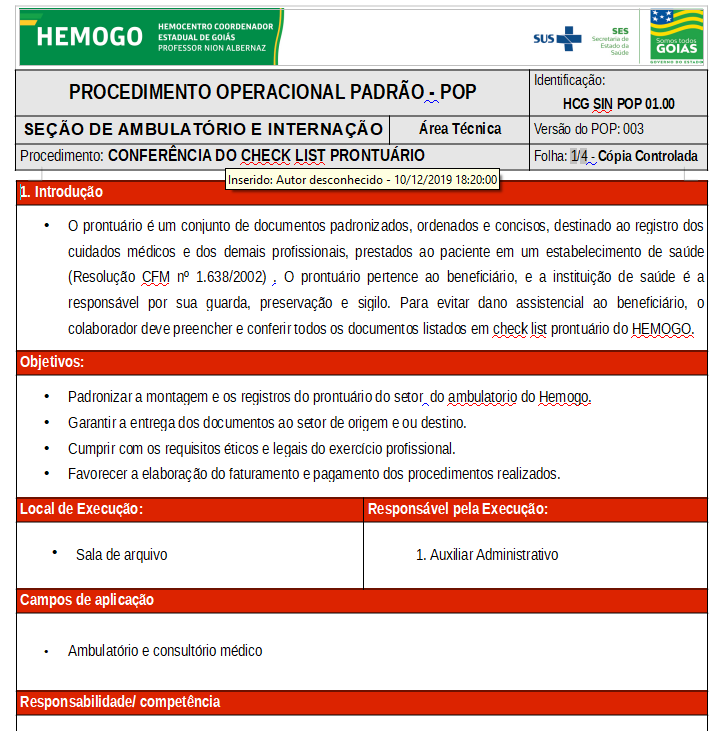 HEMOGO
HEMOCENTRO COORDENADOR
ESTADUAL DE GOIÁS
PROFESSOR NION ALBERNAZ
SUS
SES
Secretaria de
Estado da
Saúde
Somos todos
GOIÁS
GOVERNO DO ESTADO
PROCEDIMENTO OPERACIONAL PADRÃO - POP
Identificação:
HCG SIN POP 01.00
SEÇÃO DE AMBULATÓRIO E INTERNAÇÃO
Área Técnica
Versão do POP: 003
Procedimento: CONFERÊNCIA DO CHECK LIST PRONTUÁRIO
Folha: 1/4 - Cópia Controlada
Inserido: Autor desconhecido - 10/12/2019 18:20:00
1. Introdução
• O prontuário é um conjunto de documentos padronizados, ordenados e concisos, destinado ao registro dos
cuidados médicos e dos demais profissionais, prestados ao paciente em um estabelecimento de saúde
(Resolução CFM nº 1.638/2002) . O prontuário pertence ao beneficiário, e a instituição de saúde é a
responsável por sua guarda, preservação e sigilo. Para evitar dano assistencial ao beneficiário, o
colaborador deve preencher e conferir todos os documentos listados em check list prontuário do HEMOGO.
Objetivos:
• Padronizar a montagem e os registros do prontuário do setor do ambulatorio do Hemogo.
• Garantir a entrega dos documentos ao setor de origem e ou destino.
• Cumprir com os requisitos éticos e legais do exercício profissional.
• Favorecer a elaboração do faturamento e pagamento dos procedimentos realizados.
Local de Execução:
Responsável pela Execução:
• Sala de arquivo
1. Auxiliar Administrativo
Campos de aplicação
• Ambulatório e consultório médico
Responsabilidade/ competência